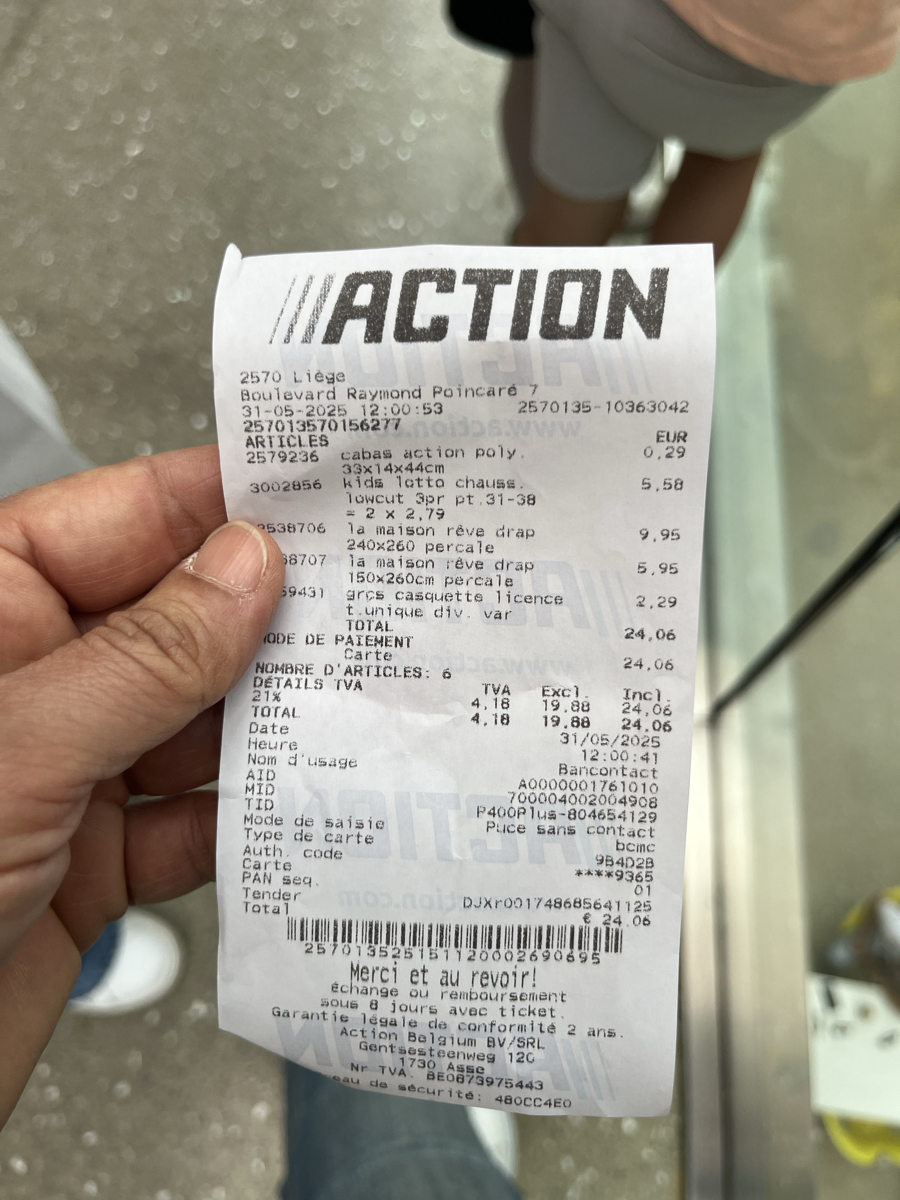 ACTION
2570 Liège
Boulevard Raymond Poincaré 7
31-05-2025 12:00:53 2570135-10363042
257013570156277
ARTICLES EUR
2579236 cabas action poly. 0,29
33x14x44cm
3002856 kids lotto chauss. 5,58
lowcut 3pr pt.31-38
= 2 x 2,79
2538706 la maison rêve drap 9,95
240x260 percale
8707 la maison rêve drap 5,95
150x260cm percale
59431 grcs casquette licence 2,29
t.unique div. var
TOTAL 24,06
MODE DE PAIEMENT
Carte 24,06
NOMBRE D'ARTICLES: 6
DÉTAILS TVA TVA Excl. Incl.
21% 4,18 19,88 24,06
TOTAL 4,18 19,88 24,06
Date 31/05/2025
Heure 12:00:41
Nom d'usage Bancontact
AID A0000001761010
MID 700004002004908
TID P400Plus-804654129
Mode de saisie Puce sans contact
Type de carte bcmc
Auth. code 9B4D2B
Carte ****9365
PAN seq. 01
Tender DJXr001748685641125
Total € 24.06
2570135251511120002690695
Merci et au revoir!
échange ou remboursement
sous 8 jours avec ticket.
Garantie légale de conformité 2 ans.
Action Belgium BV/SRL
Gentsesteenweg 120
1730 Asse
Nr TVA. BE0873975443
eau de sécurité: 480CC4E0